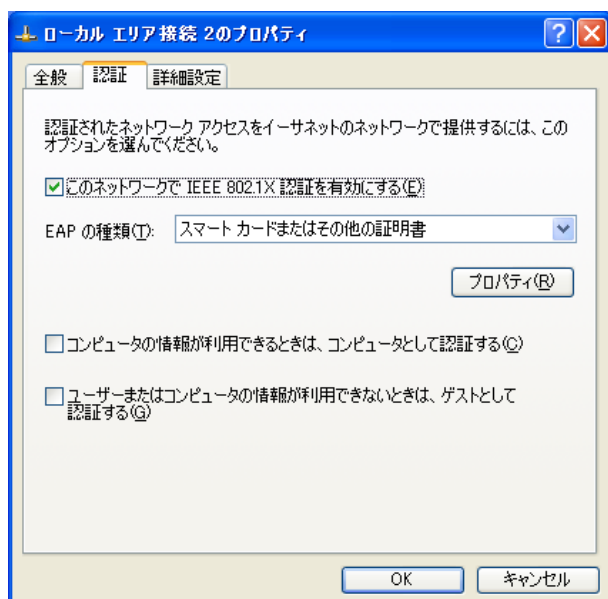 ローカル エリア接続 2のプロパティ
全般 認証 詳細設定
認証されたネットワーク アクセスをイーサネットのネットワークで提供するには、この
オプションを選んでください。
このネットワークで IEEE 802.1X 認証を有効にする(E)
EAP の種類(T): スマート カードまたはその他の証明書
プロパティ(R)
コンピュータの情報が利用できるときは、コンピュータとして認証する(C)
ユーザーまたはコンピュータの情報が利用できないときは、ゲストとして
認証する(G)
OK キャンセル